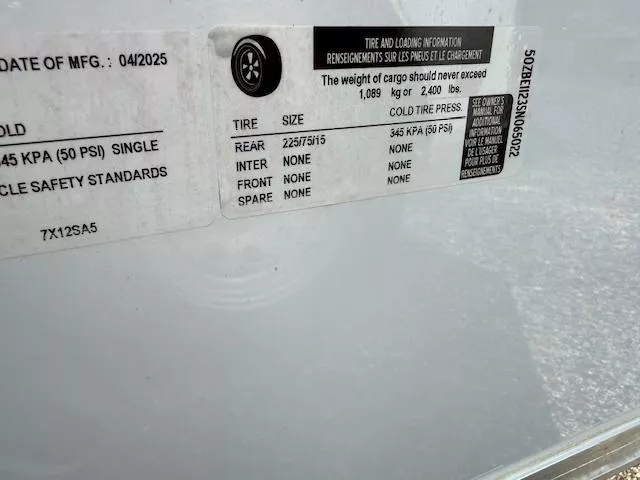 DATE OF MFG. : 04/2025
OLD
345 KPA (50 PSI) SINGLE
CLE SAFETY STANDARDS
7X12SA5
TIRE AND LOADING INFORMATION
RENSEIGNEMENTS SUR LES PNEUS ET LE CHARGEMENT
The weight of cargo should never exceed
1,089 kg or 2,400 lbs.
TIRE SIZE COLD TIRE PRESS.
REAR 225/75/15 345 KPA (50 PSI)
INTER NONE NONE
FRONT NONE NONE
SPARE NONE NONE
SEE OWNER'S
MANUAL FOR
ADDITIONAL
INFORMATION
VOIR LE MANUEL
DE L'USAGER
POUR PLUS DE
RENSEIGNEMENTS